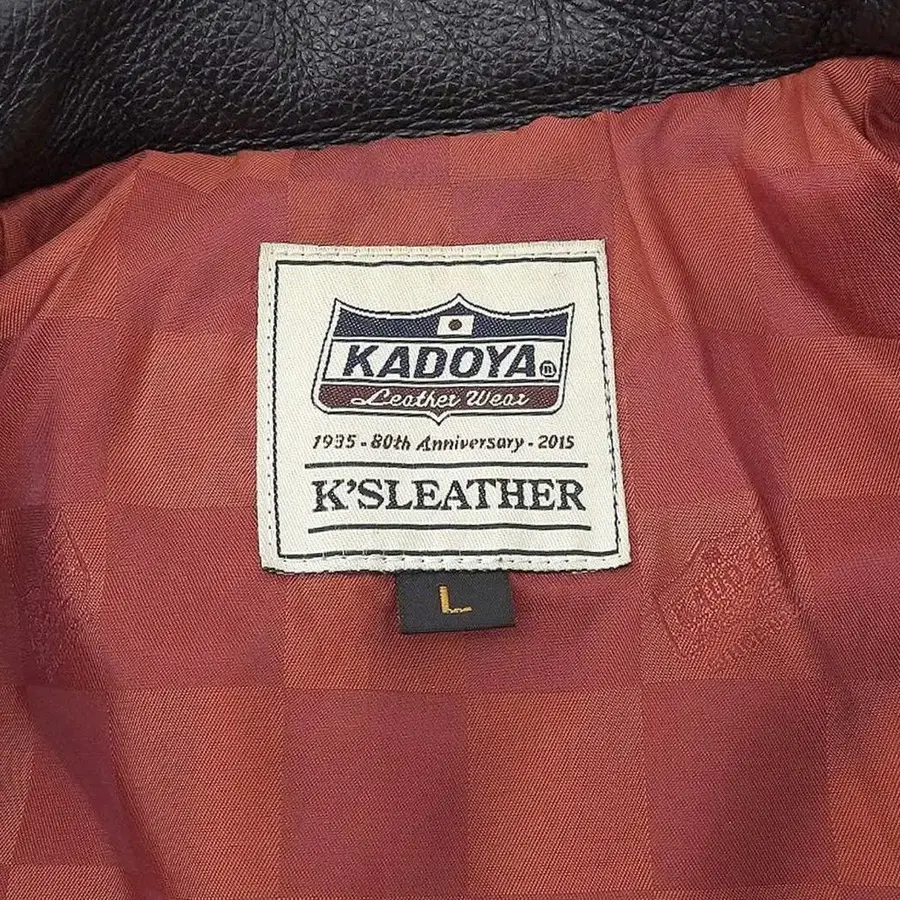 KADOYA
Leather Wear
1935-80th Anniversary-2015
K'SLEATHER
L